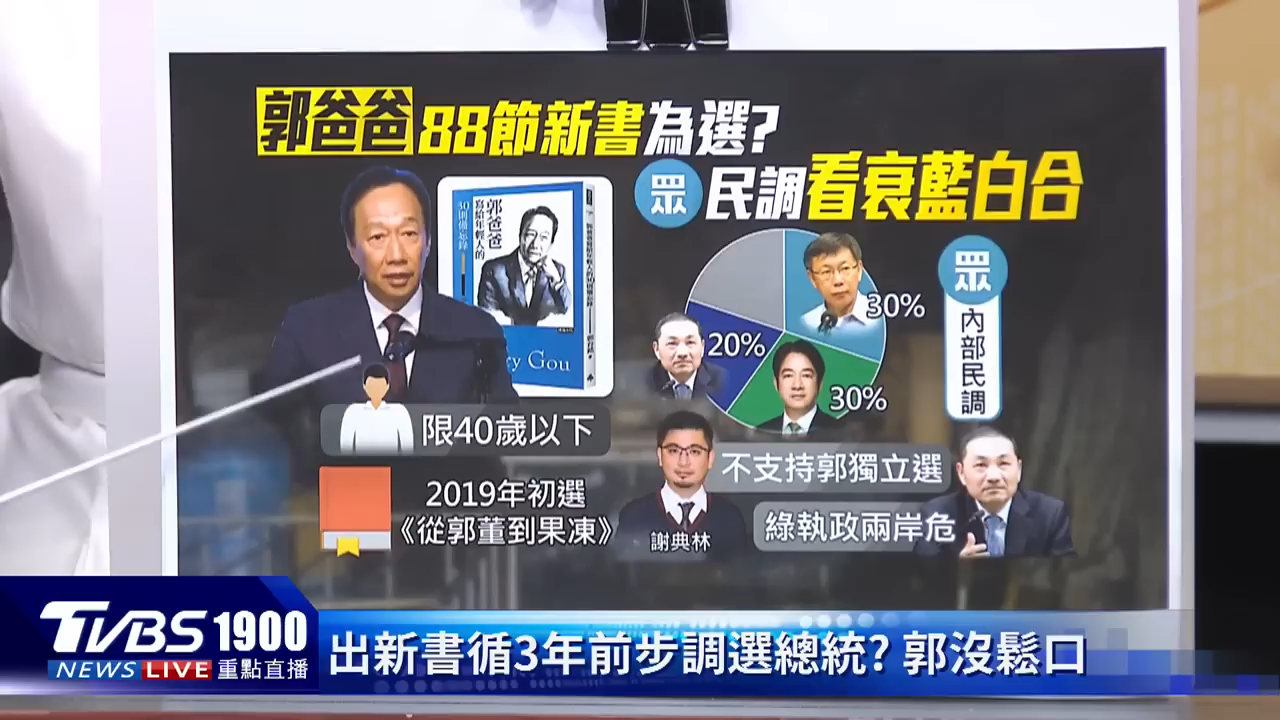 郭爸爸88節新書為選?
眾民調看衰藍白合
郭爸爸
寫給年輕人的
30則備忘錄
ry Gou
30%
20%
30%
眾
內部民調
限40歲以下
2019年初選
《從郭董到果凍》
謝典林
不支持郭獨立選
綠執政兩岸危
TVBS 1900
NEWS LIVE 重點直播
出新書循3年前步調選總統? 郭沒鬆口